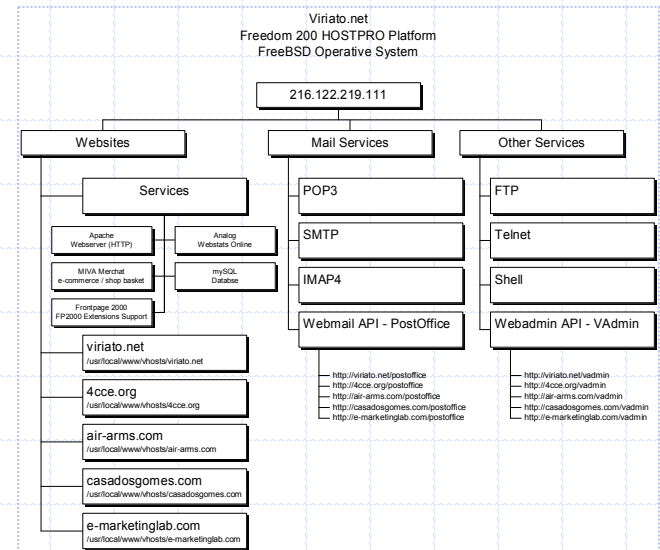 Viriato.net
Freedom 200 HOSTPRO Platform
FreeBSD Operative System
216.122.219.111
Websites
Mail Services
Other Services
Services
Apache
Webserver (HTTP)
Analog
Webstats Online
MIVA Merchat
e-commerce / shop basket
mySQL
Databse
Frontpage 2000
FP2000 Extensions Support
viriato.net
/usr/local/www/vhosts/viriato.net
4cce.org
/usr/local/www/vhosts/4cce.org
air-arms.com
/usr/local/www/vhosts/air-arms.com
casadosgomes.com
/usr/local/www/vhosts/casadosgomes.com
e-marketinglab.com
/usr/local/www/vhosts/e-marketinglab.com
POP3
SMTP
IMAP4
Webmail API - PostOffice
http://viriato.net/postoffice
http://4cce.org/postoffice
http://air-arms.com/postoffice
http://casadosgomes.com/postoffice
http://e-marketinglab.com/postoffice
FTP
Telnet
Shell
Webadmin API - VAdmin
http://viriato.net/vadmin
http://4cce.org/vadmin
http://air-arms.com/vadmin
http://casadosgomes.com/vadmin
http://e-marketinglab.com/vadmin